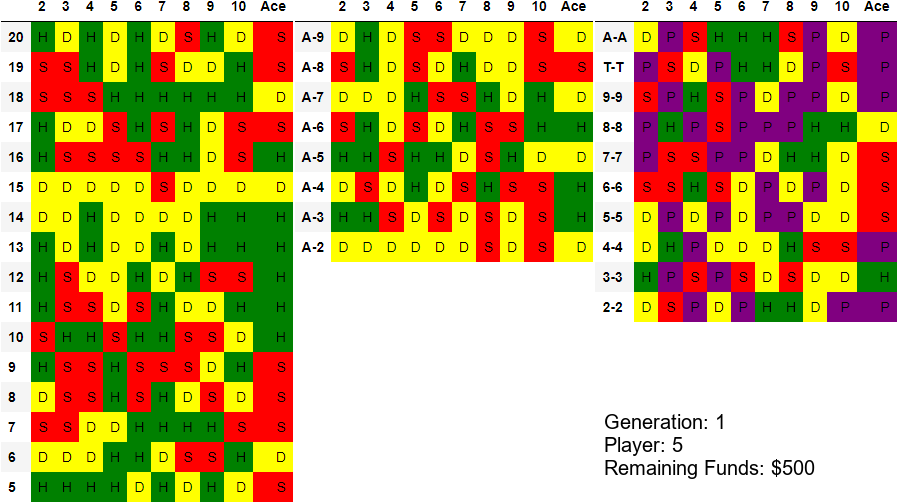 2 3 4 5 6 7 8 9 10 Ace
20 H D H D H D S H D S
19 S S H D H S D D H S
18 S S S H H H H H H D
17 H D D S H S H D S S
16 H S S S S H H D S H
15 D D D D D S D D D D
14 D D H D D D D H H H
13 H D H D D H D H H H
12 H S D D H D H S S H
11 H S S D S H D D H H
10 S H H S H H S S D H
9 H S S H S S S D H S
8 D S S H S H D S D S
7 S S D D H H H H S S
6 D D D H H D S S H D
5 H H H H D H D H D S
2 3 4 5 6 7 8 9 10 Ace
A-9 D H D S S D D D S D
A-8 S H D S D H D D S S
A-7 D D D H S S H D H D
A-6 S H D S D H S S H H
A-5 H H S H H D S H D D
A-4 D S D H D S H S S H
A-3 H H S D S D S D S H
A-2 D D D D D D S D S D
2 3 4 5 6 7 8 9 10 Ace
A-A D P S H H H S P D P
T-T P S D P H H D P S P
9-9 S P H S P D P P D P
8-8 P H P S P P P H H D
7-7 P S S P P D H H D S
6-6 S S H S D P D P D S
5-5 D P D P D P P D D S
4-4 D H P D D D H S S P
3-3 H P S P S D S D D H
2-2 D S P D P H H D P P
Generation: 1
Player: 5
Remaining Funds: $500